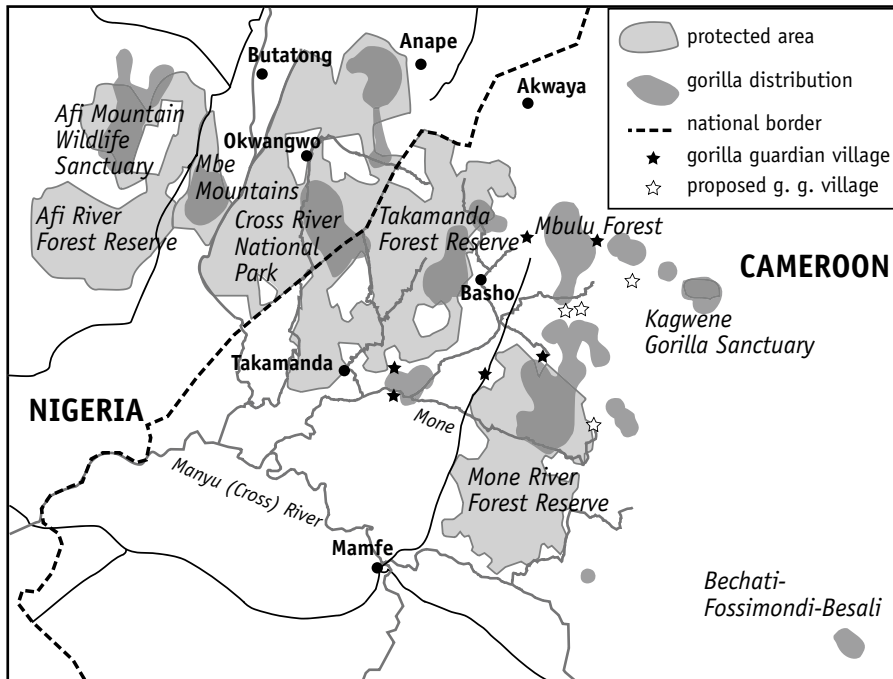 Butatong
Anape
Akwaya
protected area
gorilla distribution
national border
gorilla guardian village
proposed g. g. village
Afi Mountain
Wildlife
Sanctuary
Okwangwo
Mbe
Mountains
Afi River
Forest Reserve
Cross River
National
Park
Takamanda
Forest Reserve
Mbulu Forest
CAMEROON
Basho
Kagwene
Gorilla Sanctuary
Takamanda
NIGERIA
Mone
Manyu (Cross) River
Mone River
Forest Reserve
Mamfe
Bechati-
Fossimondi-Besali